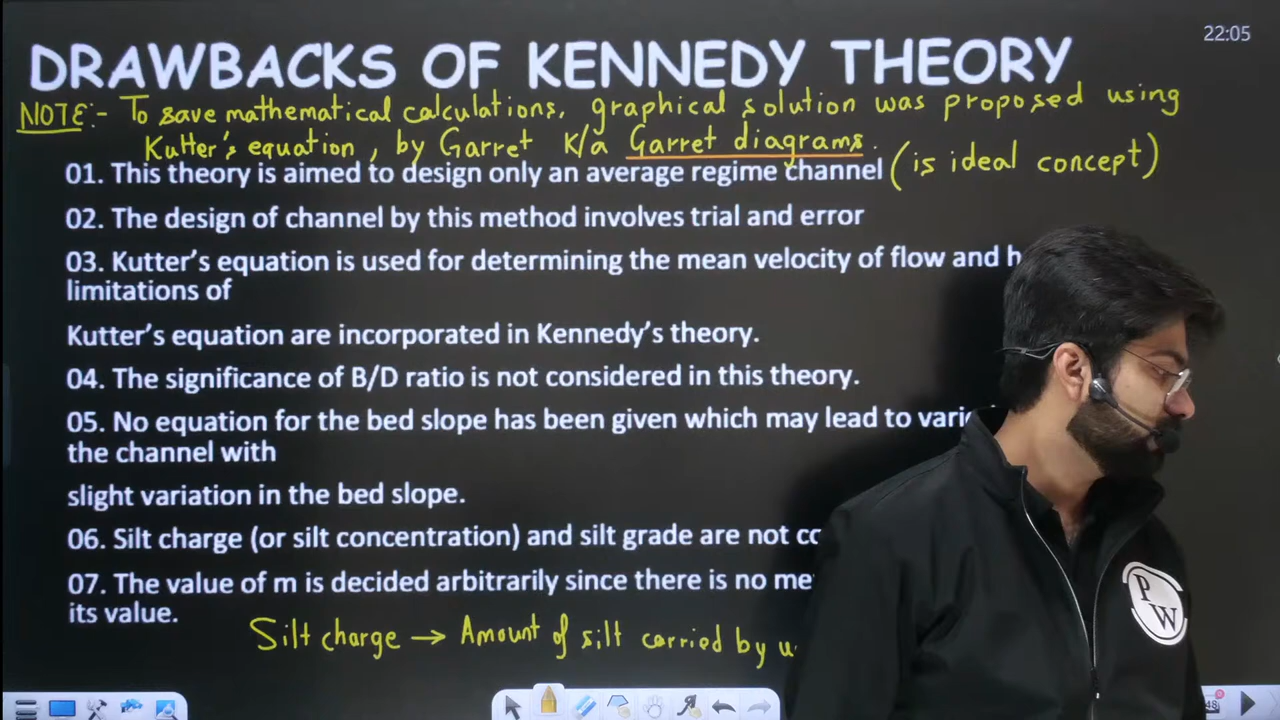 22:05
DRAWBACKS OF KENNEDY THEORY
NOTE:- To save mathematical calculations, graphical solution was proposed using
Kutter's equation, by Garret K/a Garret diagrams.
01. This theory is aimed to design only an average regime channel (is ideal concept)
02. The design of channel by this method involves trial and error
03. Kutter's equation is used for determining the mean velocity of flow and
limitations of
Kutter's equation are incorporated in Kennedy's theory.
04. The significance of B/D ratio is not considered in this theory.
05. No equation for the bed slope has been given which may lead to
the channel with
slight variation in the bed slope.
06. Silt charge (or silt concentration) and silt grade are not
07. The value of m is decided arbitrarily since there is no
its value.
Silt charge → Amount of silt carried by
P
W